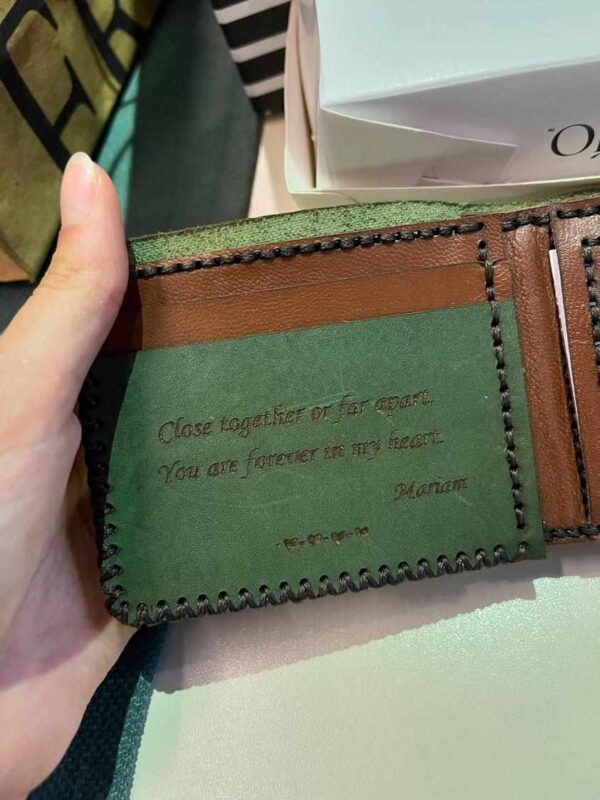 Close together or far apart.
You are forever in my heart.
Mariam